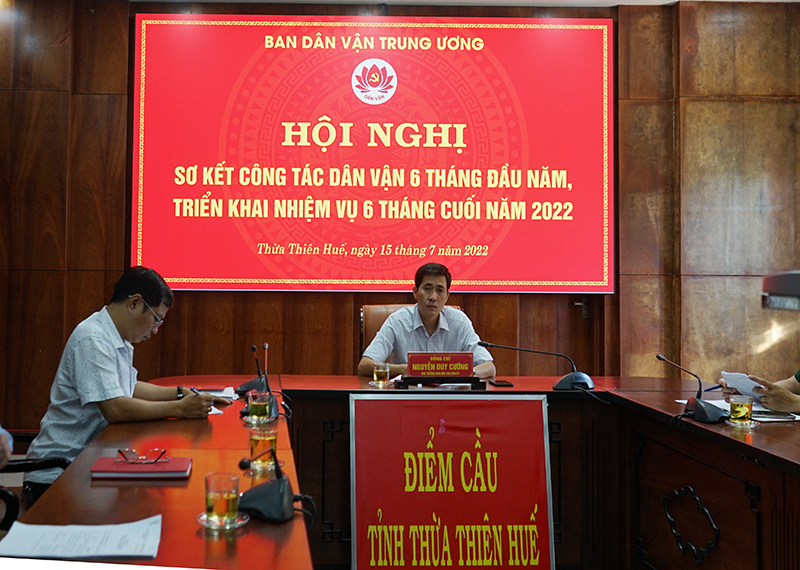 BAN DÂN VẬN TRUNG ƯƠNG
DÂN VẬN
HỘI NGHỊ
SƠ KẾT CÔNG TÁC DÂN VẬN 6 THÁNG ĐẦU NĂM,
TRIỂN KHAI NHIỆM VỤ 6 THÁNG CUỐI NĂM 2022
Thừa Thiên Huế, ngày 15 tháng 7 năm 2022
ĐỒNG CHÍ
NGUYỄN DUY CƯỜNG
ĐIỂM CẦU
TỈNH THỪA THIÊN HUẾ